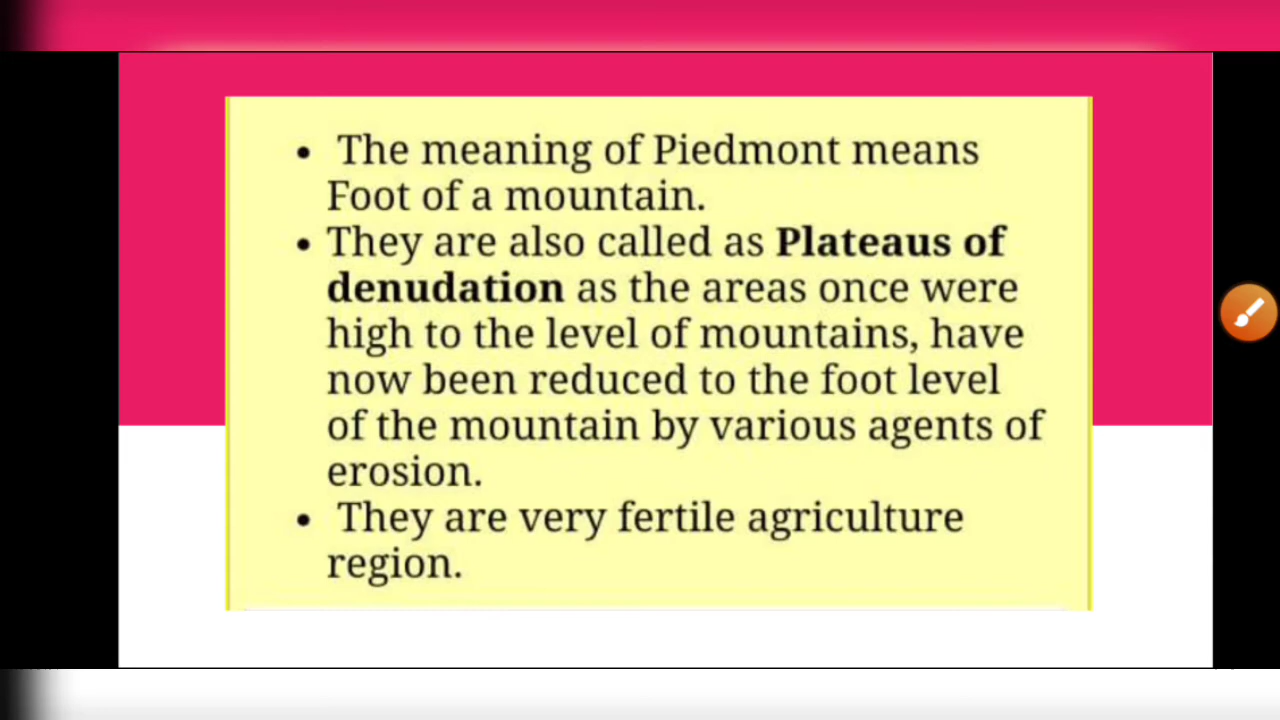 • The meaning of Piedmont means
Foot of a mountain.
• They are also called as Plateaus of
denudation as the areas once were
high to the level of mountains, have
now been reduced to the foot level
of the mountain by various agents of
erosion.
• They are very fertile agriculture
region.